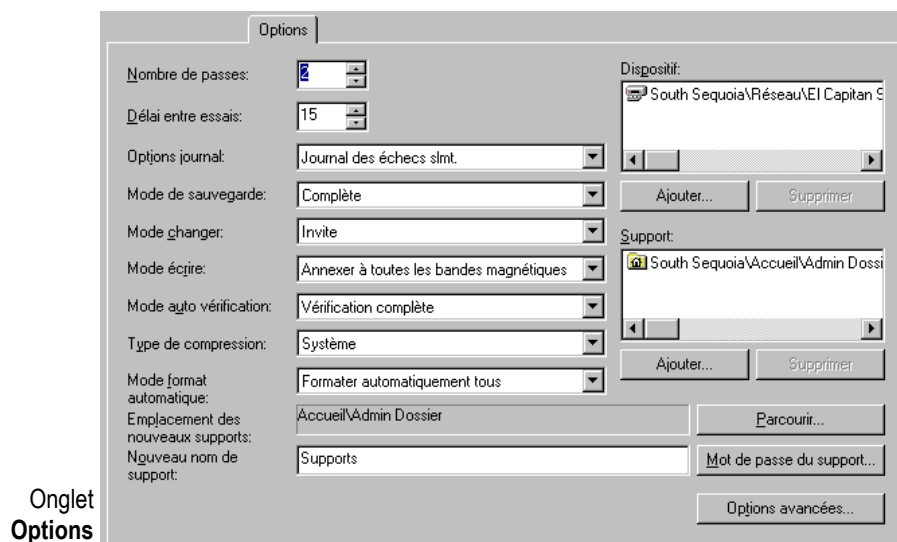 Options
Nombre de passes:
2
Délai entre essais:
15
Options journal:
Journal des échecs slmt.
Mode de sauvegarde:
Complète
Mode changer:
Invite
Mode écrire:
Annexer à toutes les bandes magnétiques
Mode auto vérification:
Vérification complète
Type de compression:
Système
Mode format
automatique:
Formater automatiquement tous
Emplacement des
nouveaux supports:
Accueil\Admin Dossier
Nouveau nom de
support:
Supports
Dispositif:
South Sequoia\Réseau\El Capitan S
Ajouter...
Supprimer
Support:
South Sequoia\Accueil\Admin Dossi
Ajouter...
Supprimer
Parcourir...
Mot de passe du support...
Options avancées...
Onglet
Options